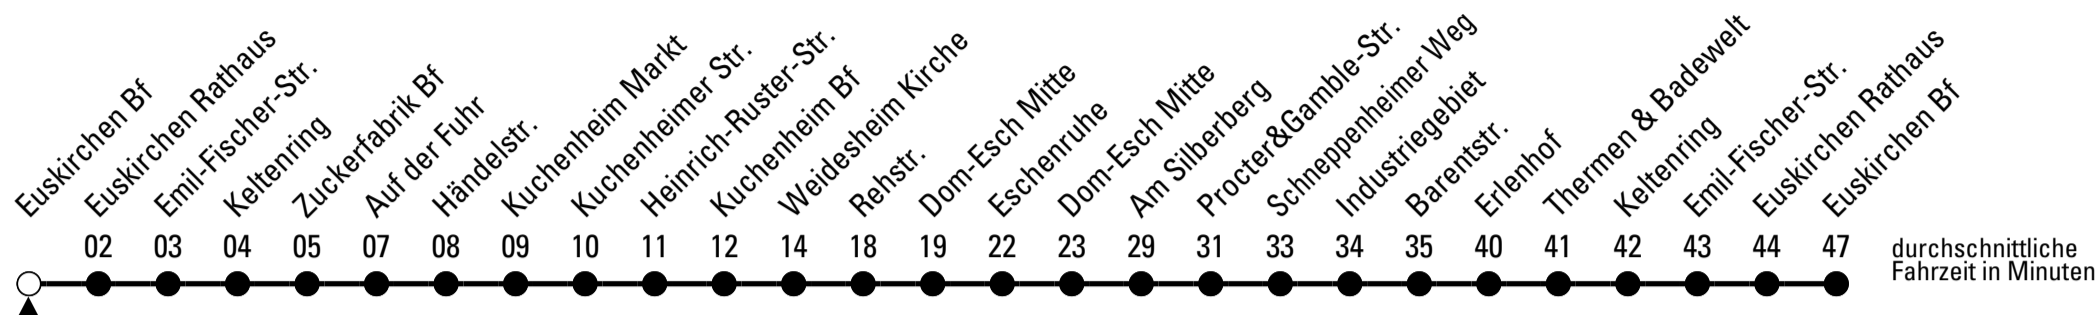 Euskirchen Bf
Euskirchen Rathaus
Emil-Fischer-Str.
Keltenring
Zuckerfabrik Bf
Auf der Fuhr
Händelstr.
Kuchenheim Markt
Kuchenheimer Str.
Heinrich-Ruster-Str.
Kuchenheim Bf
Weidesheim Kirche
Rehstr.
Dom-Esch Mitte
Eschenruhe
Dom-Esch Mitte
Am Silberberg
Procter&Gamble-Str.
Schneppenheimer Weg
Industriegebiet
Barentstr.
Erlenhof
Thermen & Badewelt
Keltenring
Emil-Fischer-Str.
Euskirchen Rathaus
Euskirchen Bf
02 03 04 05 07 08 09 10 11 12 14 18 19 22 23 29 31 33 34 35 40 41 42 43 44 47
durchschnittliche
Fahrzeit in Minuten